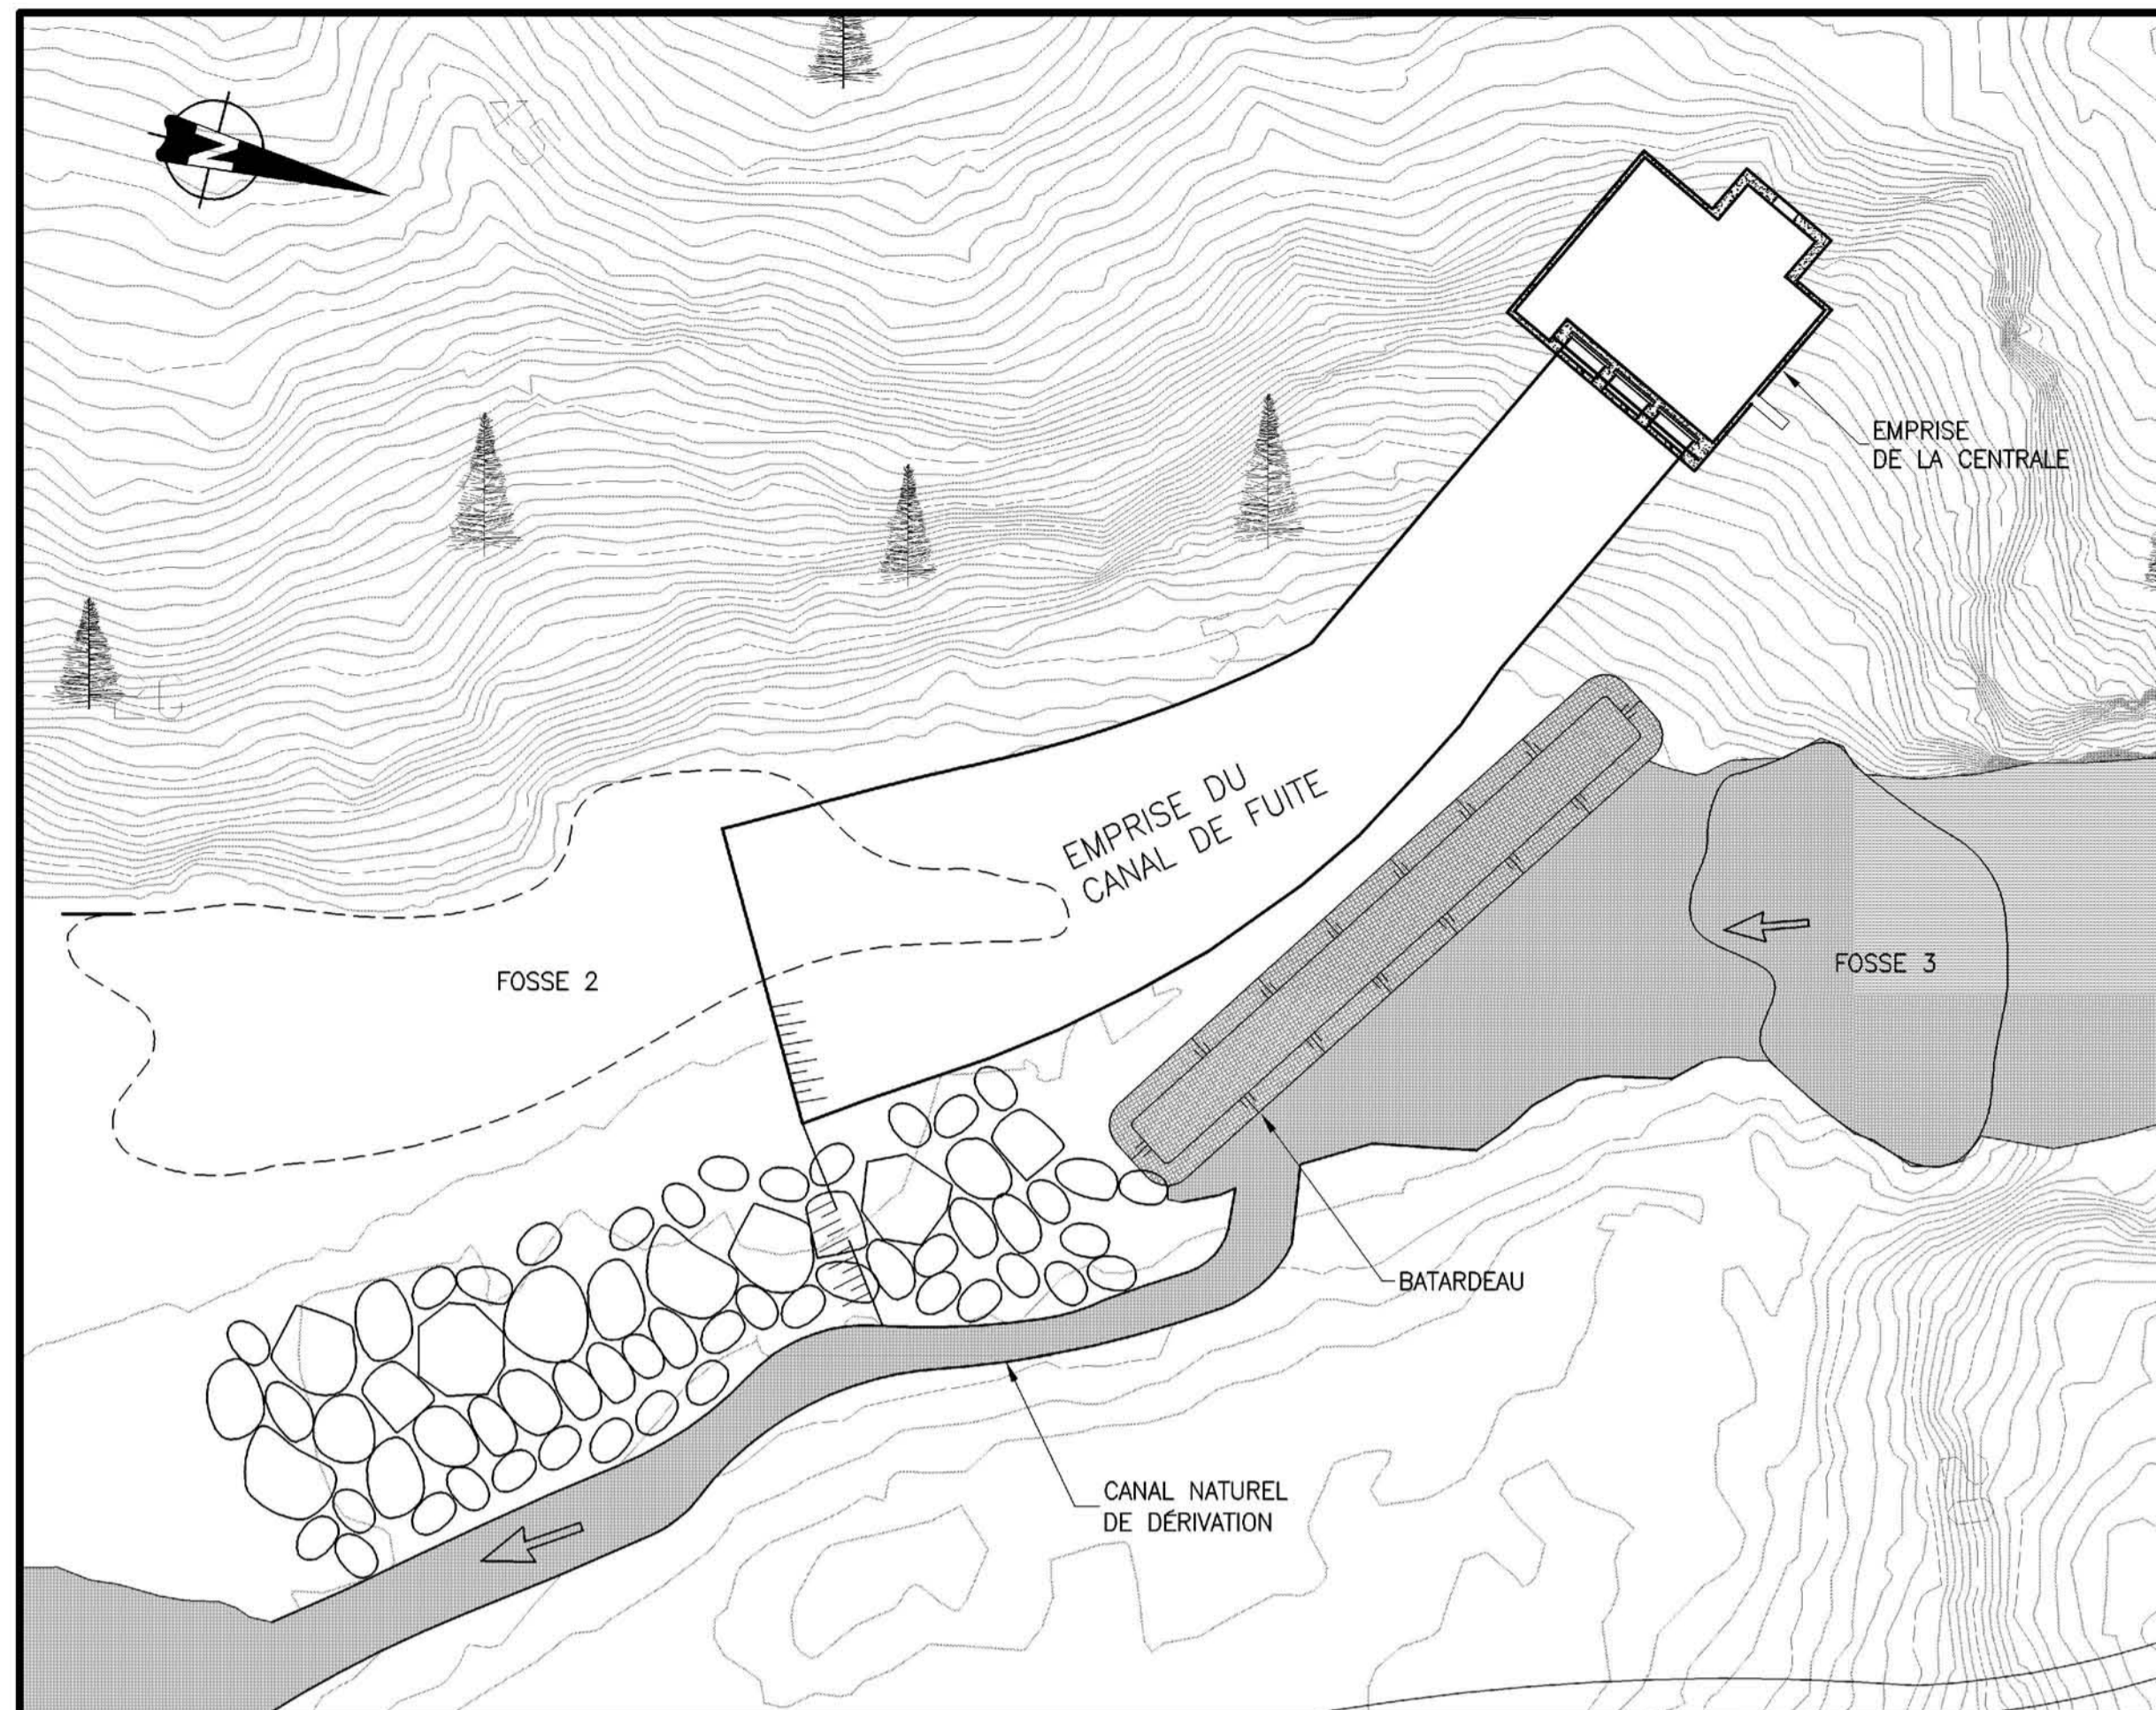 N
EMPRISE
DE LA CENTRALE
EMPRISE DU
CANAL DE FUITE
FOSSE 2
FOSSE 3
BATARDEAU
CANAL NATUREL
DE DÉRIVATION